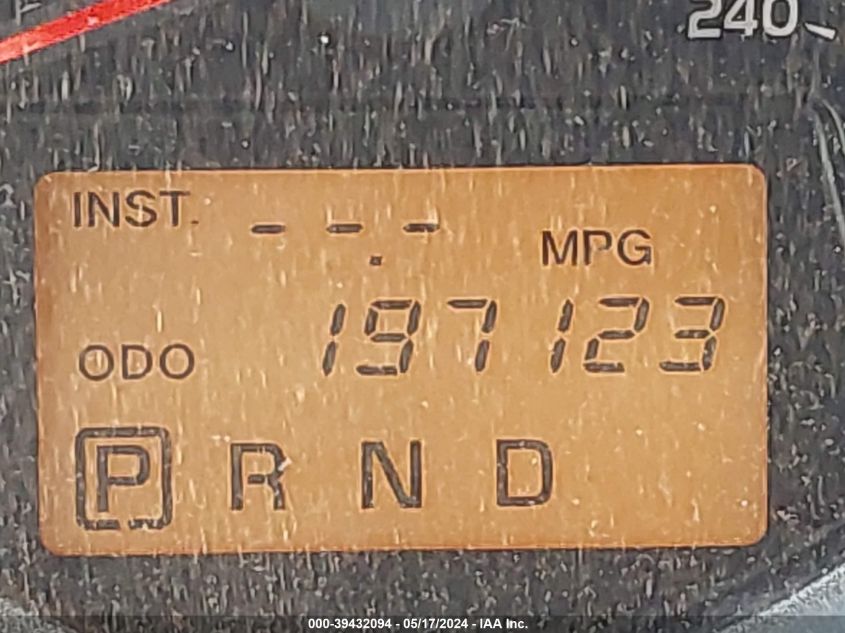 240
INST. --.- MPG
ODO 197123
P R N D
000-39432094 - 05/17/2024 - IAA Inc.